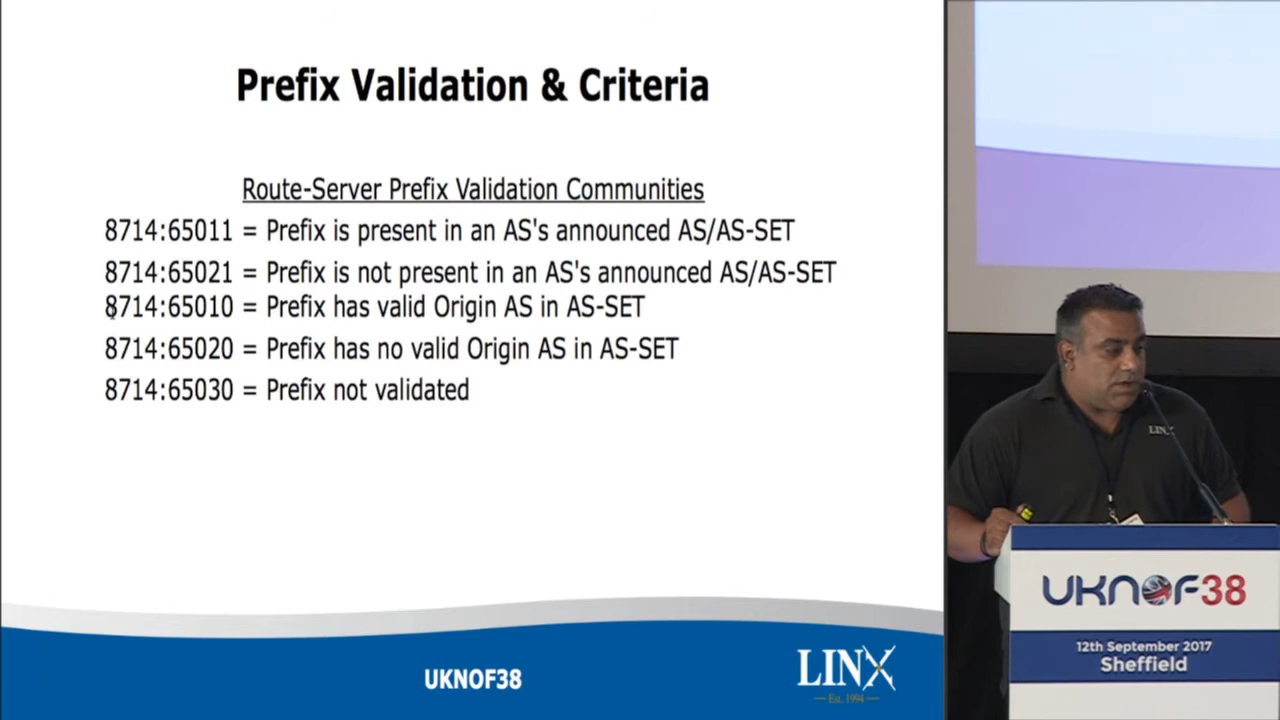 Prefix Validation & Criteria
Route-Server Prefix Validation Communities
8714:65011 = Prefix is present in an AS's announced AS/AS-SET
8714:65021 = Prefix is not present in an AS's announced AS/AS-SET
8714:65010 = Prefix has valid Origin AS in AS-SET
8714:65020 = Prefix has no valid Origin AS in AS-SET
8714:65030 = Prefix not validated
UKNOF38
LINX
Est. 1994
LINX
UKNOF38
12th September 2017
Sheffield